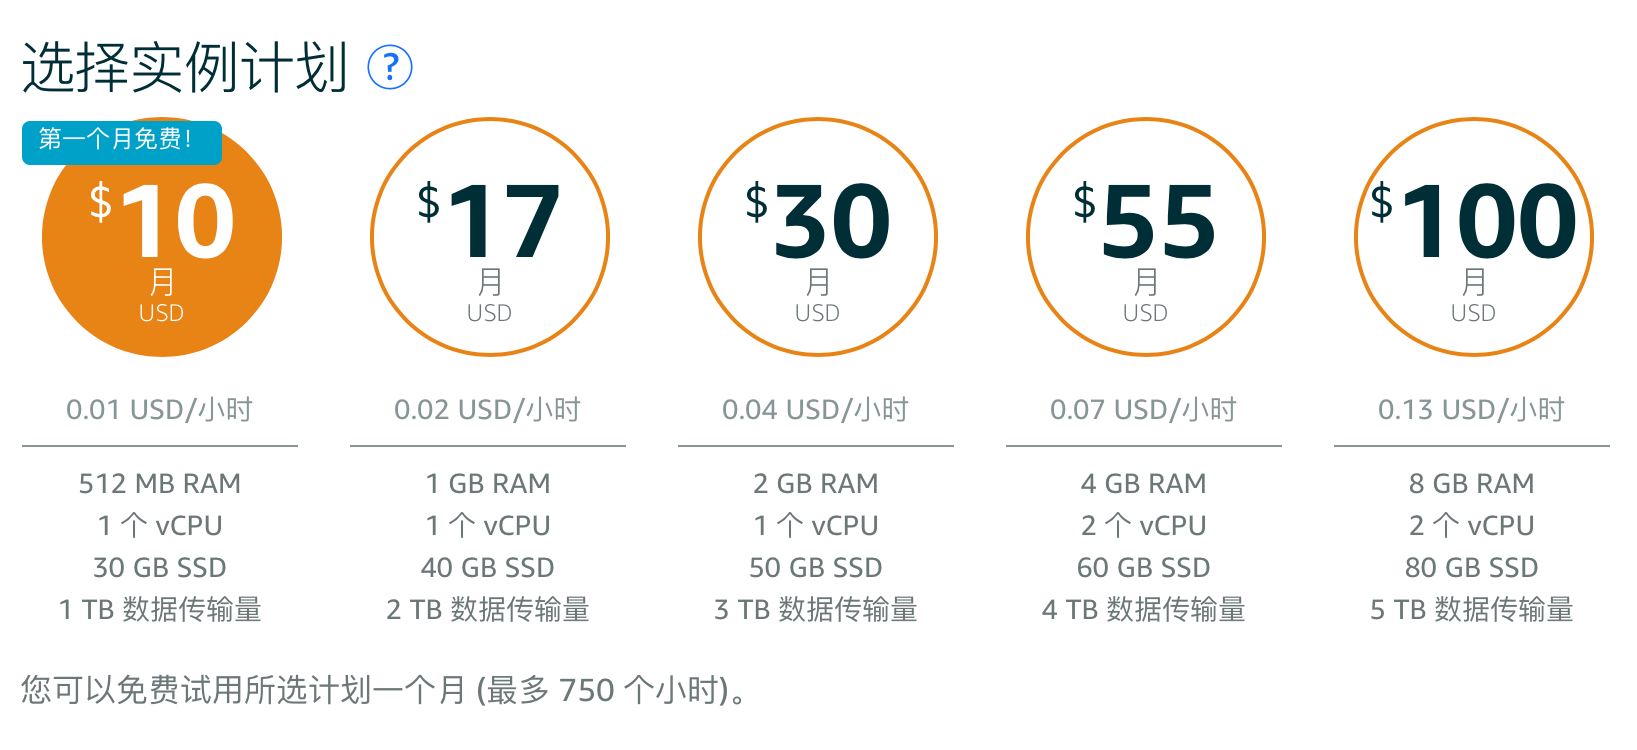 选择实例计划 ?
第一个月免费！
$10
月
USD
$17
月
USD
$30
月
USD
$55
月
USD
$100
月
USD
0.01 USD/小时
0.02 USD/小时
0.04 USD/小时
0.07 USD/小时
0.13 USD/小时
512 MB RAM
1 个 vCPU
30 GB SSD
1 TB 数据传输量
1 GB RAM
1 个 vCPU
40 GB SSD
2 TB 数据传输量
2 GB RAM
1 个 vCPU
50 GB SSD
3 TB 数据传输量
4 GB RAM
2 个 vCPU
60 GB SSD
4 TB 数据传输量
8 GB RAM
2 个 vCPU
80 GB SSD
5 TB 数据传输量
您可以免费试用所选计划一个月 (最多 750 个小时)。